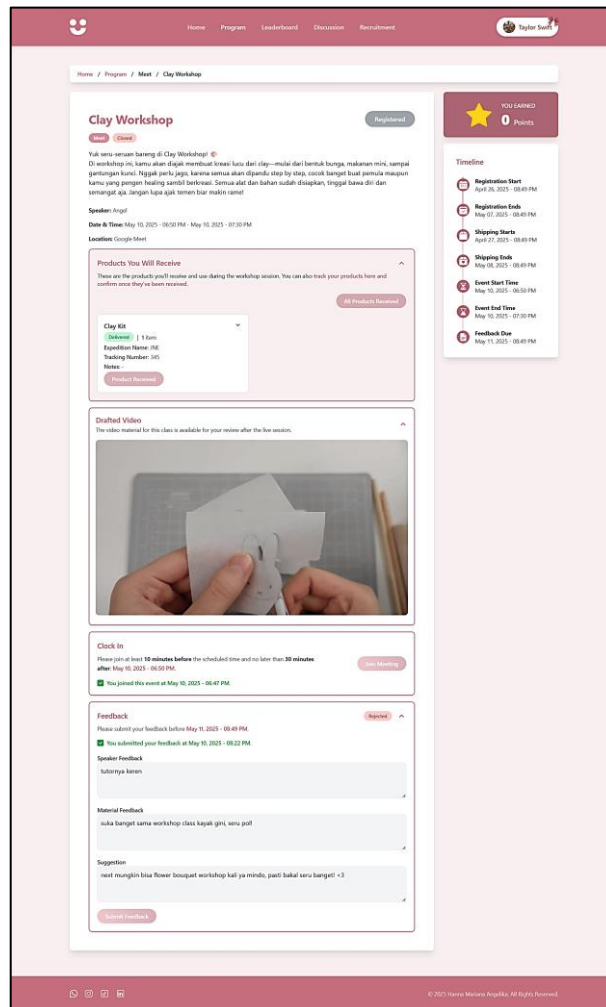 Home Program Leaderboard Discussion Recruitment Taylor Swift
Home / Program / Meet / Clay Workshop
Clay Workshop
Registered
Meet Closed
Yuk seru-seruan bareng di Clay Workshop!
Di workshop ini, kamu akan diajak membuat kreasi lucu dari clay—mulai dari bentuk bunga, makanan mini, sampai
gantungan kunci. Nggak perlu jago, karena semua akan dipandu step by step, cocok banget buat pemula maupun
kamu yang pengen healing sambil berkreasi. Semua alat dan bahan sudah disiapkan, tinggal bawa diri dan
semangat aja. Jangan lupa ajak temen biar makin rame!
Speaker: Angel
Date & Time: May 10, 2025 - 06:50 PM - May 10, 2025 - 07:30 PM
Location: Google Meet
Products You Will Receive
These are the products you'll receive and use during the workshop session. You can also track your products here and
confirm once they've been received.
All Products Received
Clay Kit
Delivered | 1 item
Expedition Name: JNE
Tracking Number: 345
Notes: -
Product Received
Drafted Video
The video material for this class is available for your review after the live session.
Clock In
Please join at least 10 minutes before the scheduled time and no later than 30 minutes
after: May 10, 2025 - 06:50 PM.
Join Meeting
You joined this event at May 10, 2025 - 06:47 PM.
Feedback
Rejected
Please submit your feedback before May 11, 2025 - 08:49 PM.
You submitted your feedback at May 10, 2025 - 08:22 PM.
Speaker Feedback
tutornya keren
Material Feedback
suka banget sama workshop class kayak gini, seru pol!
Suggestion
next mungkin bisa flower bouquet workshop kali ya mindo, pasti bakal seru banget! <3
Submit Feedback
YOU EARNED
0 Points
Timeline
Registration Start
April 26, 2025 - 08:49 PM
Registration Ends
May 07, 2025 - 08:49 PM
Shipping Starts
April 27, 2025 - 08:49 PM
Shipping Ends
May 08, 2025 - 08:49 PM
Event Start Time
May 10, 2025 - 06:50 PM
Event End Time
May 10, 2025 - 07:30 PM
Feedback Due
May 11, 2025 - 08:49 PM
© 2025 Hanna Mariana Angelika. All Rights Reserved.